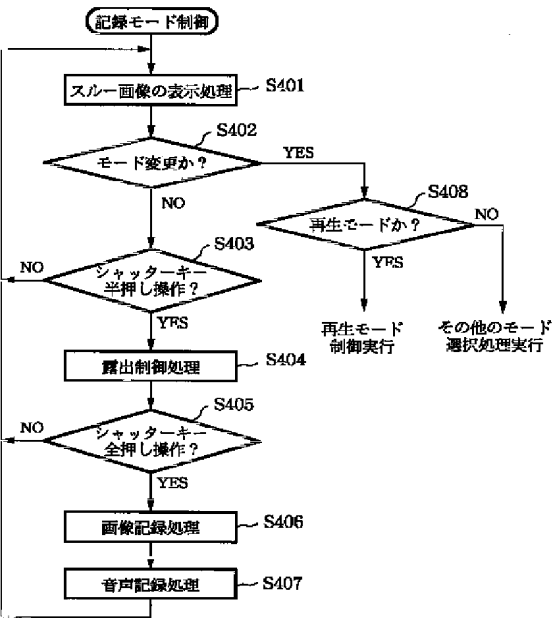 記録モード制御
スルー画像の表示処理
S401
S402
モード変更か?
YES
NO
S408
再生モードか?
NO
YES
S403
シャッターキー
半押し操作?
NO
YES
再生モード
制御実行
その他のモード
選択処理実行
露出制御処理
S404
S405
シャッターキー
全押し操作?
NO
YES
画像記録処理
S406
音声記録処理
S407